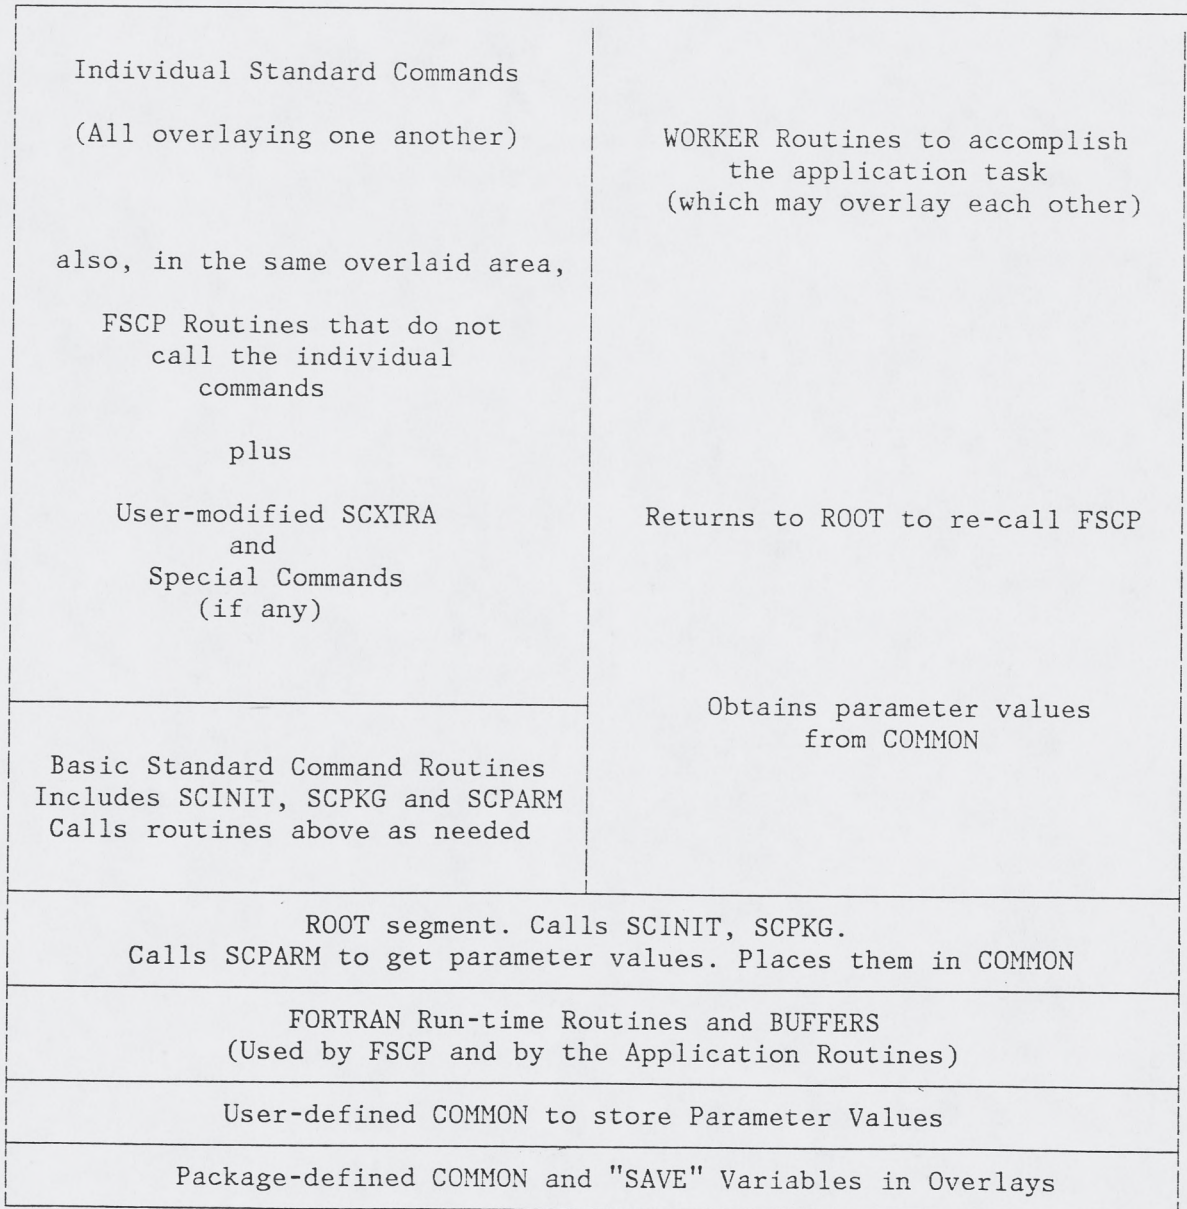 Individual Standard Commands
(All overlaying one another)
also, in the same overlaid area,
FSCP Routines that do not
call the individual
commands
plus
User-modified SCXTRA
and
Special Commands
(if any)
Basic Standard Command Routines
Includes SCINIT, SCPKG and SCPARM
Calls routines above as needed
WORKER Routines to accomplish
the application task
(which may overlay each other)
Returns to ROOT to re-call FSCP
Obtains parameter values
from COMMON
ROOT segment. Calls SCINIT, SCPKG.
Calls SCPARM to get parameter values. Places them in COMMON
FORTRAN Run-time Routines and BUFFERS
(Used by FSCP and by the Application Routines)
User-defined COMMON to store Parameter Values
Package-defined COMMON and "SAVE" Variables in Overlays